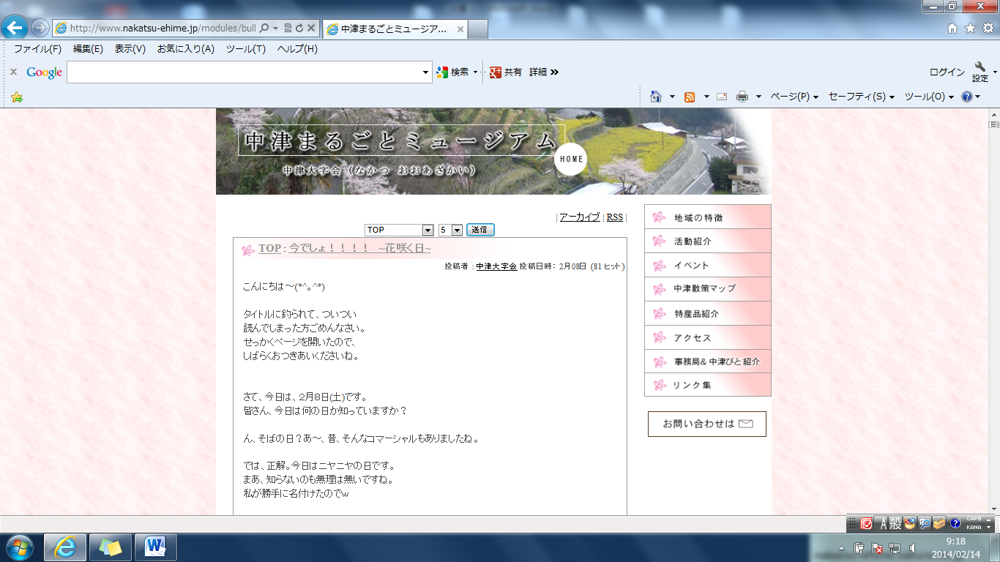 http://www.nakatsu-ehime.jp/modules/bull
中津まるごとミュージア...
ファイル(F) 編集(E) 表示(V) お気に入り(A) ツール(T) ヘルプ(H)
Google 検索 共有 詳細 ログイン 設定
ページ(P) セーフティ(S) ツール(O)
中津まるごとミュージアム
HOME
中津大字会（なかつ おおあざかい）
| アーカイブ | RSS |
TOP 5 送信
TOP : 今でしょ！！！！ ~花咲く日~
投稿者 : 中津大字会 投稿日時: 2月08日 (81 ヒット)
こんにちは～(*^。^*)
タイトルに釣られて、ついつい
読んでしまった方ごめんなさい。
せっかくページを開いたので、
しばらくおつきあいくださいね。
さて、今日は、２月８日(土)です。
皆さん、今日は何の日か知っていますか？
ん、そばの日？あ～、昔、そんなコマーシャルもありましたね。
では、正解。今日はニヤニヤの日です。
まあ、知らないのも無理は無いですね。
私が勝手に名付けたのでw
地域の特徴
活動紹介
イベント
中津散策マップ
特産品紹介
アクセス
事務局&中津びと紹介
リンク集
お問い合わせは
A 般 CAPS
KANA
9:18
2014/02/14